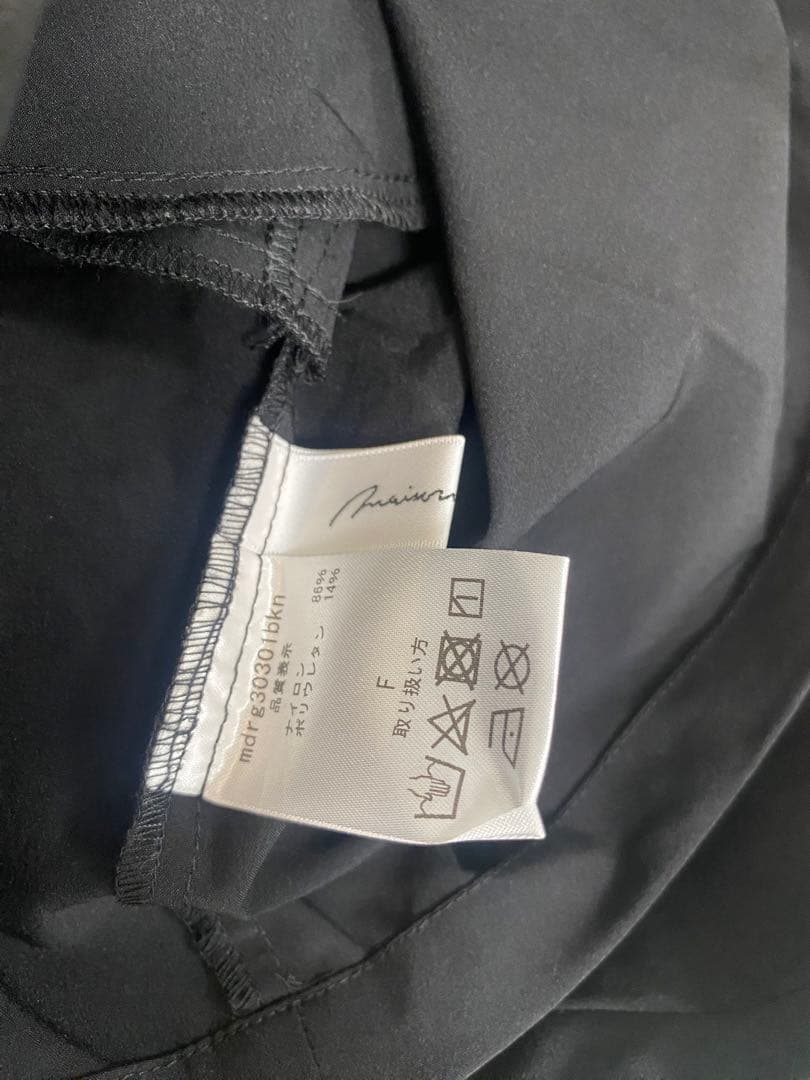 maison
mdrg30301bkn
品質表示
ナイロン 86%
ポリウレタン 14%
F
取り扱い方